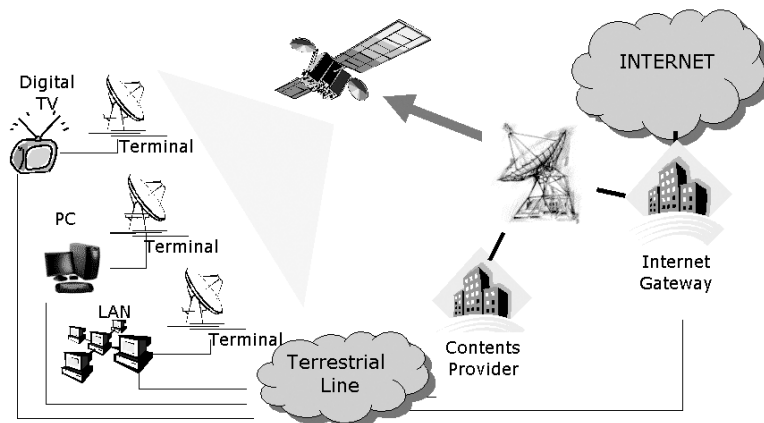 INTERNET
Digital
TV
Terminal
PC
Terminal
LAN
Terminal
Internet
Gateway
Contents
Provider
Terrestrial
Line